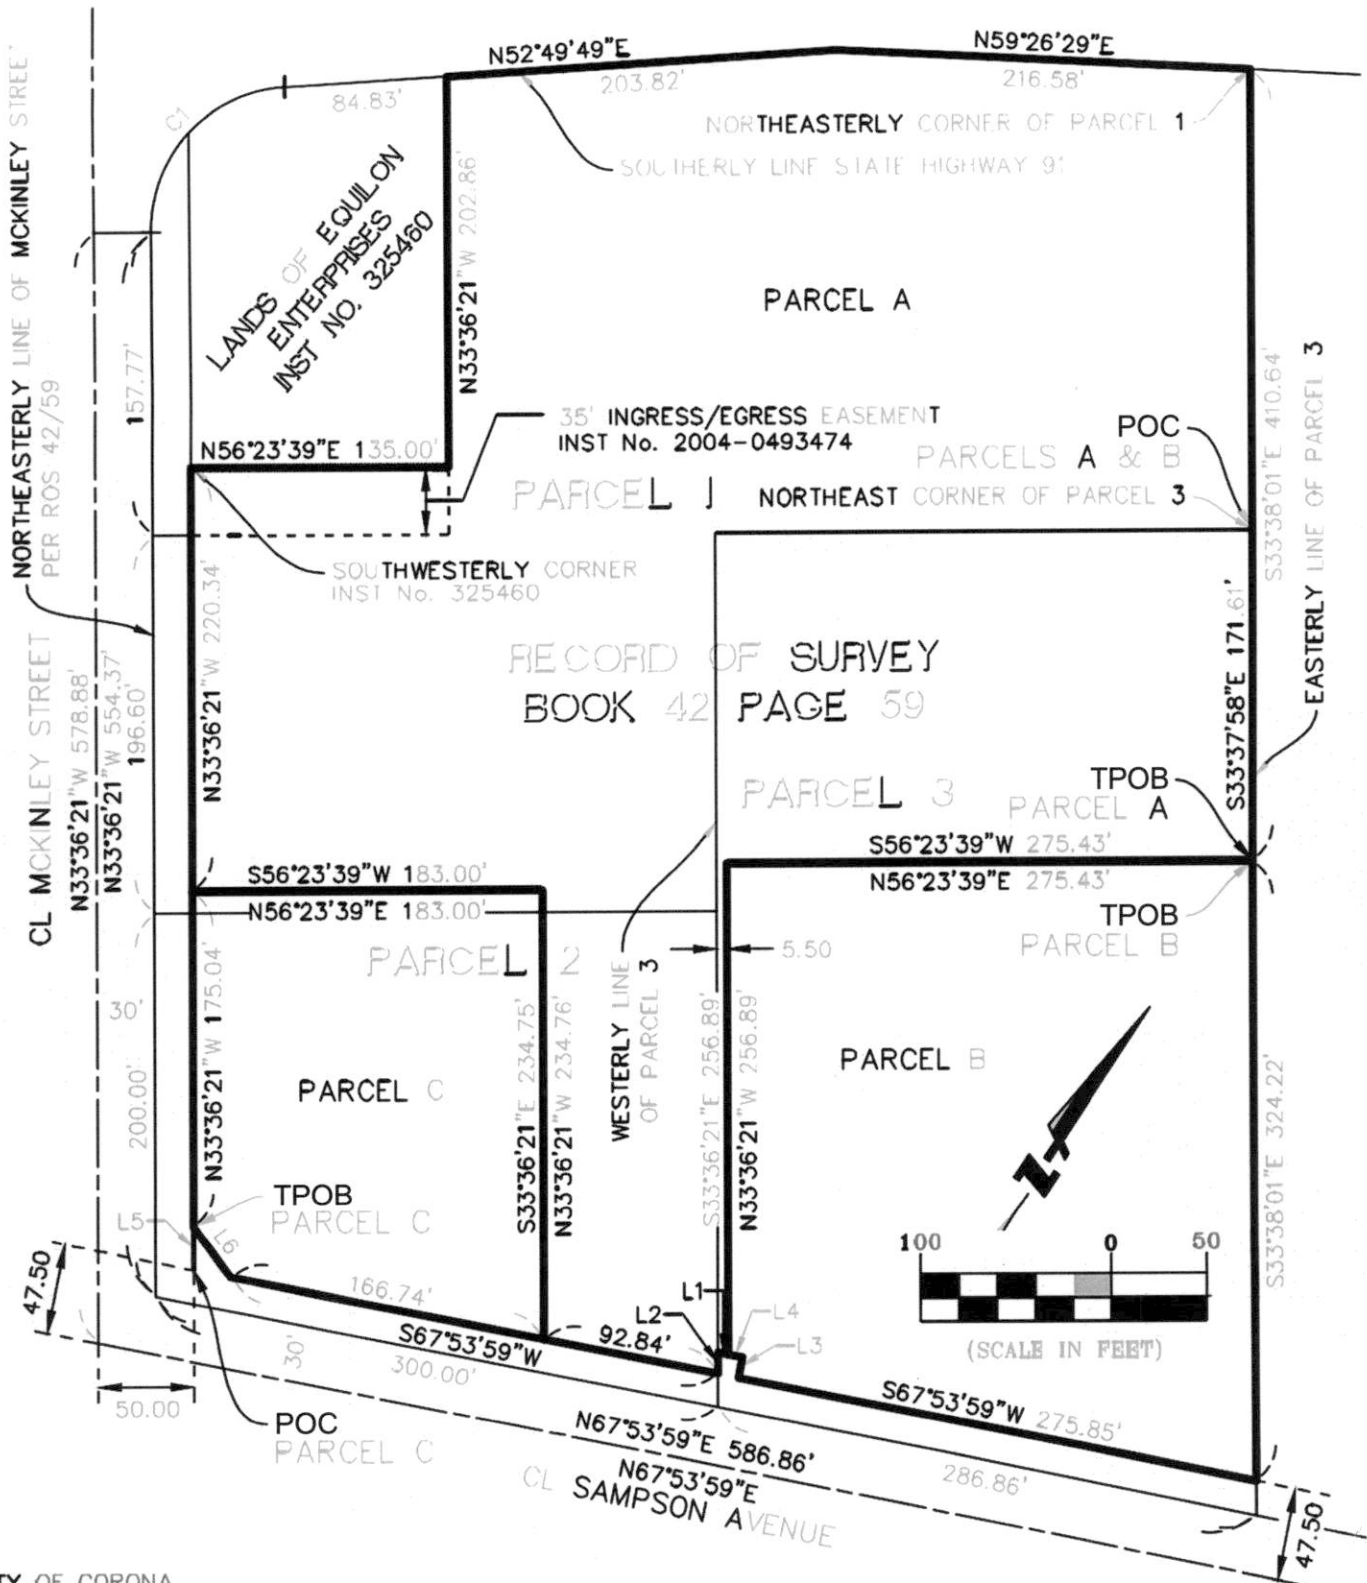 N52°49'49"E
203.82'
N59°26'29"E
216.58'
84.83'
C1
NORTHEASTERLY CORNER OF PARCEL 1
SOUTHERLY LINE STATE HIGHWAY 91
LANDS OF EQUILON
ENTERPRISES
INST NO. 325460
N33°36'21"W 202.86'
PARCEL A
NORTHEASTERLY LINE OF MCKINLEY STREET
PER ROS 42/59
157.77'
N56°23'39"E 135.00'
35' INGRESS/EGRESS EASEMENT
INST No. 2004-0493474
POC
PARCELS A & B
PARCEL 1
NORTHEAST CORNER OF PARCEL 3
S33°38'01"E 410.64'
EASTERLY LINE OF PARCEL 3
SOUTHWESTERLY CORNER
INST No. 325460
N33°36'21"W 220.34'
RECORD OF SURVEY
BOOK 42 PAGE 59
S33°37'58"E 171.61'
CL MCKINLEY STREET
N33°36'21"W 578.88'
N33°36'21"W 554.37'
196.60'
PARCEL 3
TPOB
PARCEL A
S56°23'39"W 275.43'
N56°23'39"E 275.43'
TPOB
PARCEL B
S56°23'39"W 183.00'
N56°23'39"E 183.00'
PARCEL 2
5.50
WESTERLY LINE
OF PARCEL 3
30'
200.00'
N33°36'21"W 175.04'
PARCEL C
S33°36'21"E 234.75'
N33°36'21"W 234.76'
S33°36'21"E 256.89'
N33°36'21"W 256.89'
PARCEL B
N
S33°38'01"E 324.22'
100 0 50
(SCALE IN FEET)
TPOB
PARCEL C
L5
L6
47.50
166.74'
S67°53'59"W
92.84'
L1
L2
L4
L3
30'
300.00'
50.00
POC
PARCEL C
S67°53'59"W 275.85'
N67°53'59"E 586.86'
N67°53'59"E
286.86'
CL SAMPSON AVENUE
47.50